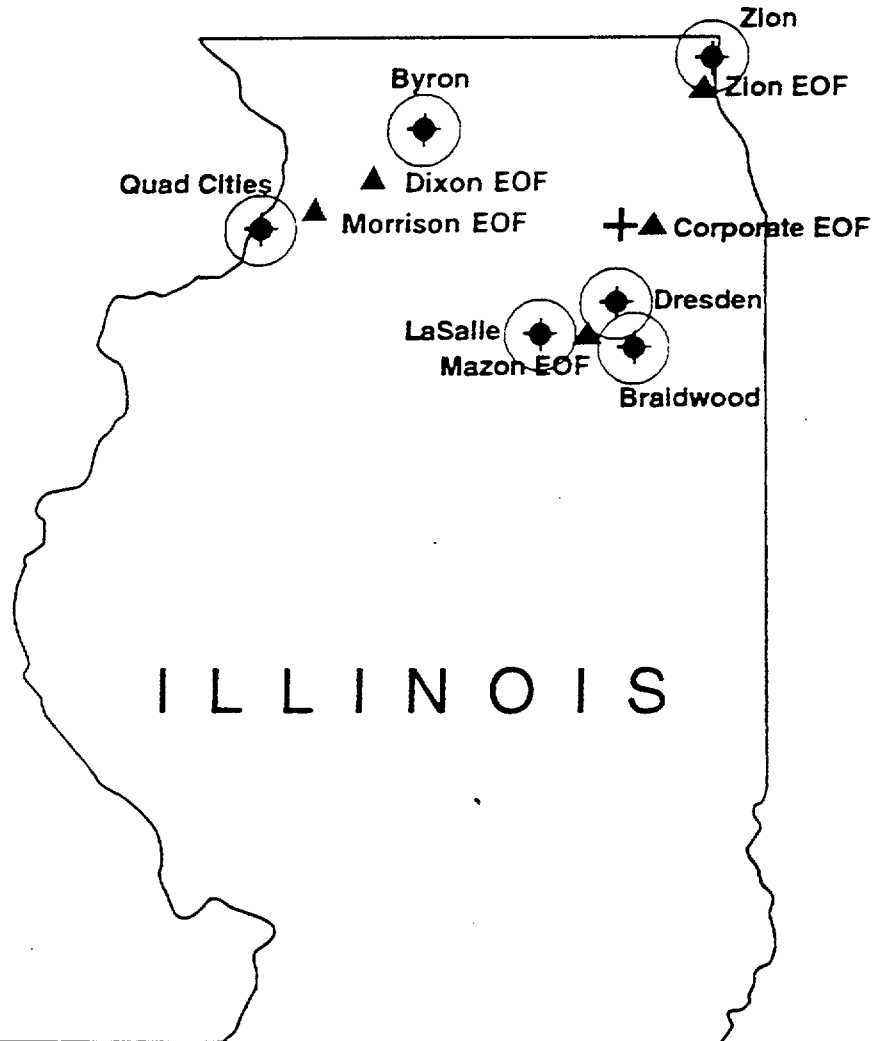 Zion
Zion EOF
Byron
Dixon EOF
Quad Cities
Morrison EOF
Corporate EOF
Dresden
LaSalle
Mazon EOF
Braidwood
ILLINOIS